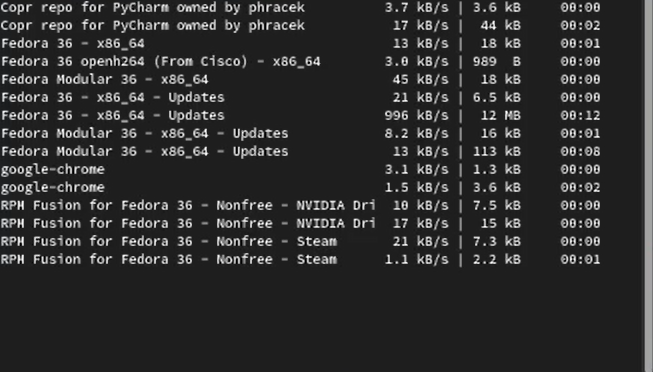 Copr repo for PyCharm owned by phracek 3.7 kB/s | 3.6 kB 00:00
Copr repo for PyCharm owned by phracek 17 kB/s | 44 kB 00:02
Fedora 36 - x86_64 13 kB/s | 18 kB 00:01
Fedora 36 openh264 (From Cisco) - x86_64 3.0 kB/s | 989 B 00:00
Fedora Modular 36 - x86_64 45 kB/s | 18 kB 00:00
Fedora 36 - x86_64 - Updates 21 kB/s | 6.5 kB 00:00
Fedora 36 - x86_64 - Updates 996 kB/s | 12 MB 00:12
Fedora Modular 36 - x86_64 - Updates 8.2 kB/s | 16 kB 00:01
Fedora Modular 36 - x86_64 - Updates 13 kB/s | 113 kB 00:08
google-chrome 3.1 kB/s | 1.3 kB 00:00
google-chrome 1.5 kB/s | 3.6 kB 00:02
RPM Fusion for Fedora 36 - Nonfree - NVIDIA Dri 10 kB/s | 7.5 kB 00:00
RPM Fusion for Fedora 36 - Nonfree - NVIDIA Dri 17 kB/s | 15 kB 00:00
RPM Fusion for Fedora 36 - Nonfree - Steam 21 kB/s | 7.3 kB 00:00
RPM Fusion for Fedora 36 - Nonfree - Steam 1.1 kB/s | 2.2 kB 00:01